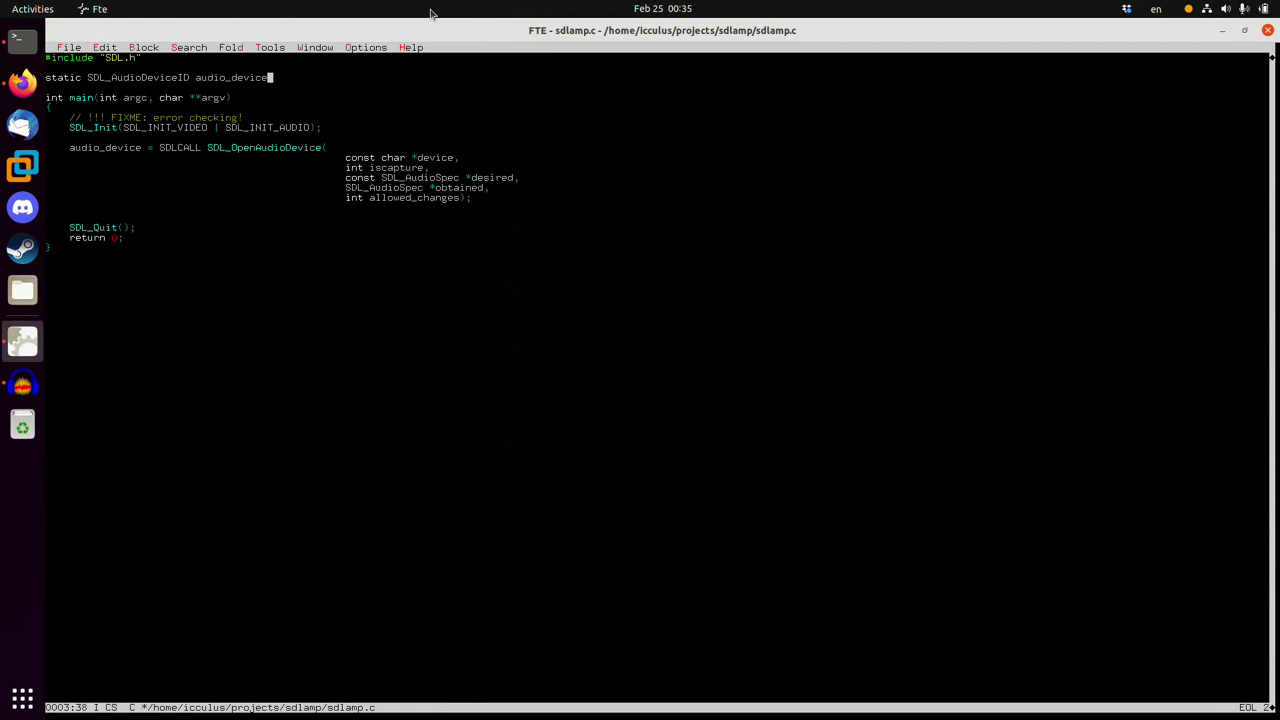 Activities Fte Feb 25 00:35 en
FTE - sdlamp.c - /home/icculus/projects/sdlamp/sdlamp.c
File Edit Block Search Fold Tools Window Options Help
#include "SDL.h"
static SDL_AudioDeviceID audio_device
int main(int argc, char **argv)
{
// !!! FIXME: error checking!
SDL_Init(SDL_INIT_VIDEO | SDL_INIT_AUDIO);
audio_device = SDLCALL SDL_OpenAudioDevice(
const char *device,
int iscapture,
const SDL_AudioSpec *desired,
SDL_AudioSpec *obtained,
int allowed_changes);
SDL_Quit();
return 0;
}
0003:38 I CS C */home/icculus/projects/sdlamp/sdlamp.c EOL 2